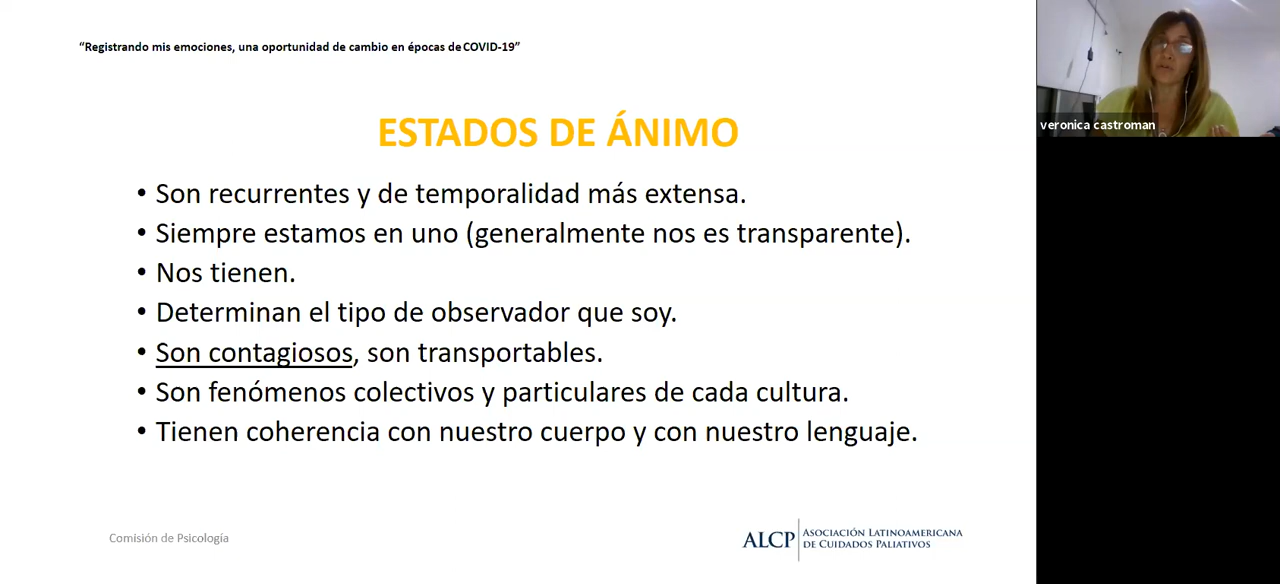 “Registrando mis emociones, una oportunidad de cambio en épocas de COVID-19”
veronica castroman
ESTADOS DE ÁNIMO
• Son recurrentes y de temporalidad más extensa.
• Siempre estamos en uno (generalmente nos es transparente).
• Nos tienen.
• Determinan el tipo de observador que soy.
• Son contagiosos, son transportables.
• Son fenómenos colectivos y particulares de cada cultura.
• Tienen coherencia con nuestro cuerpo y con nuestro lenguaje.
Comisión de Psicología
ALCP
ASOCIACIÓN LATINOAMERICANA
DE CUIDADOS PALIATIVOS